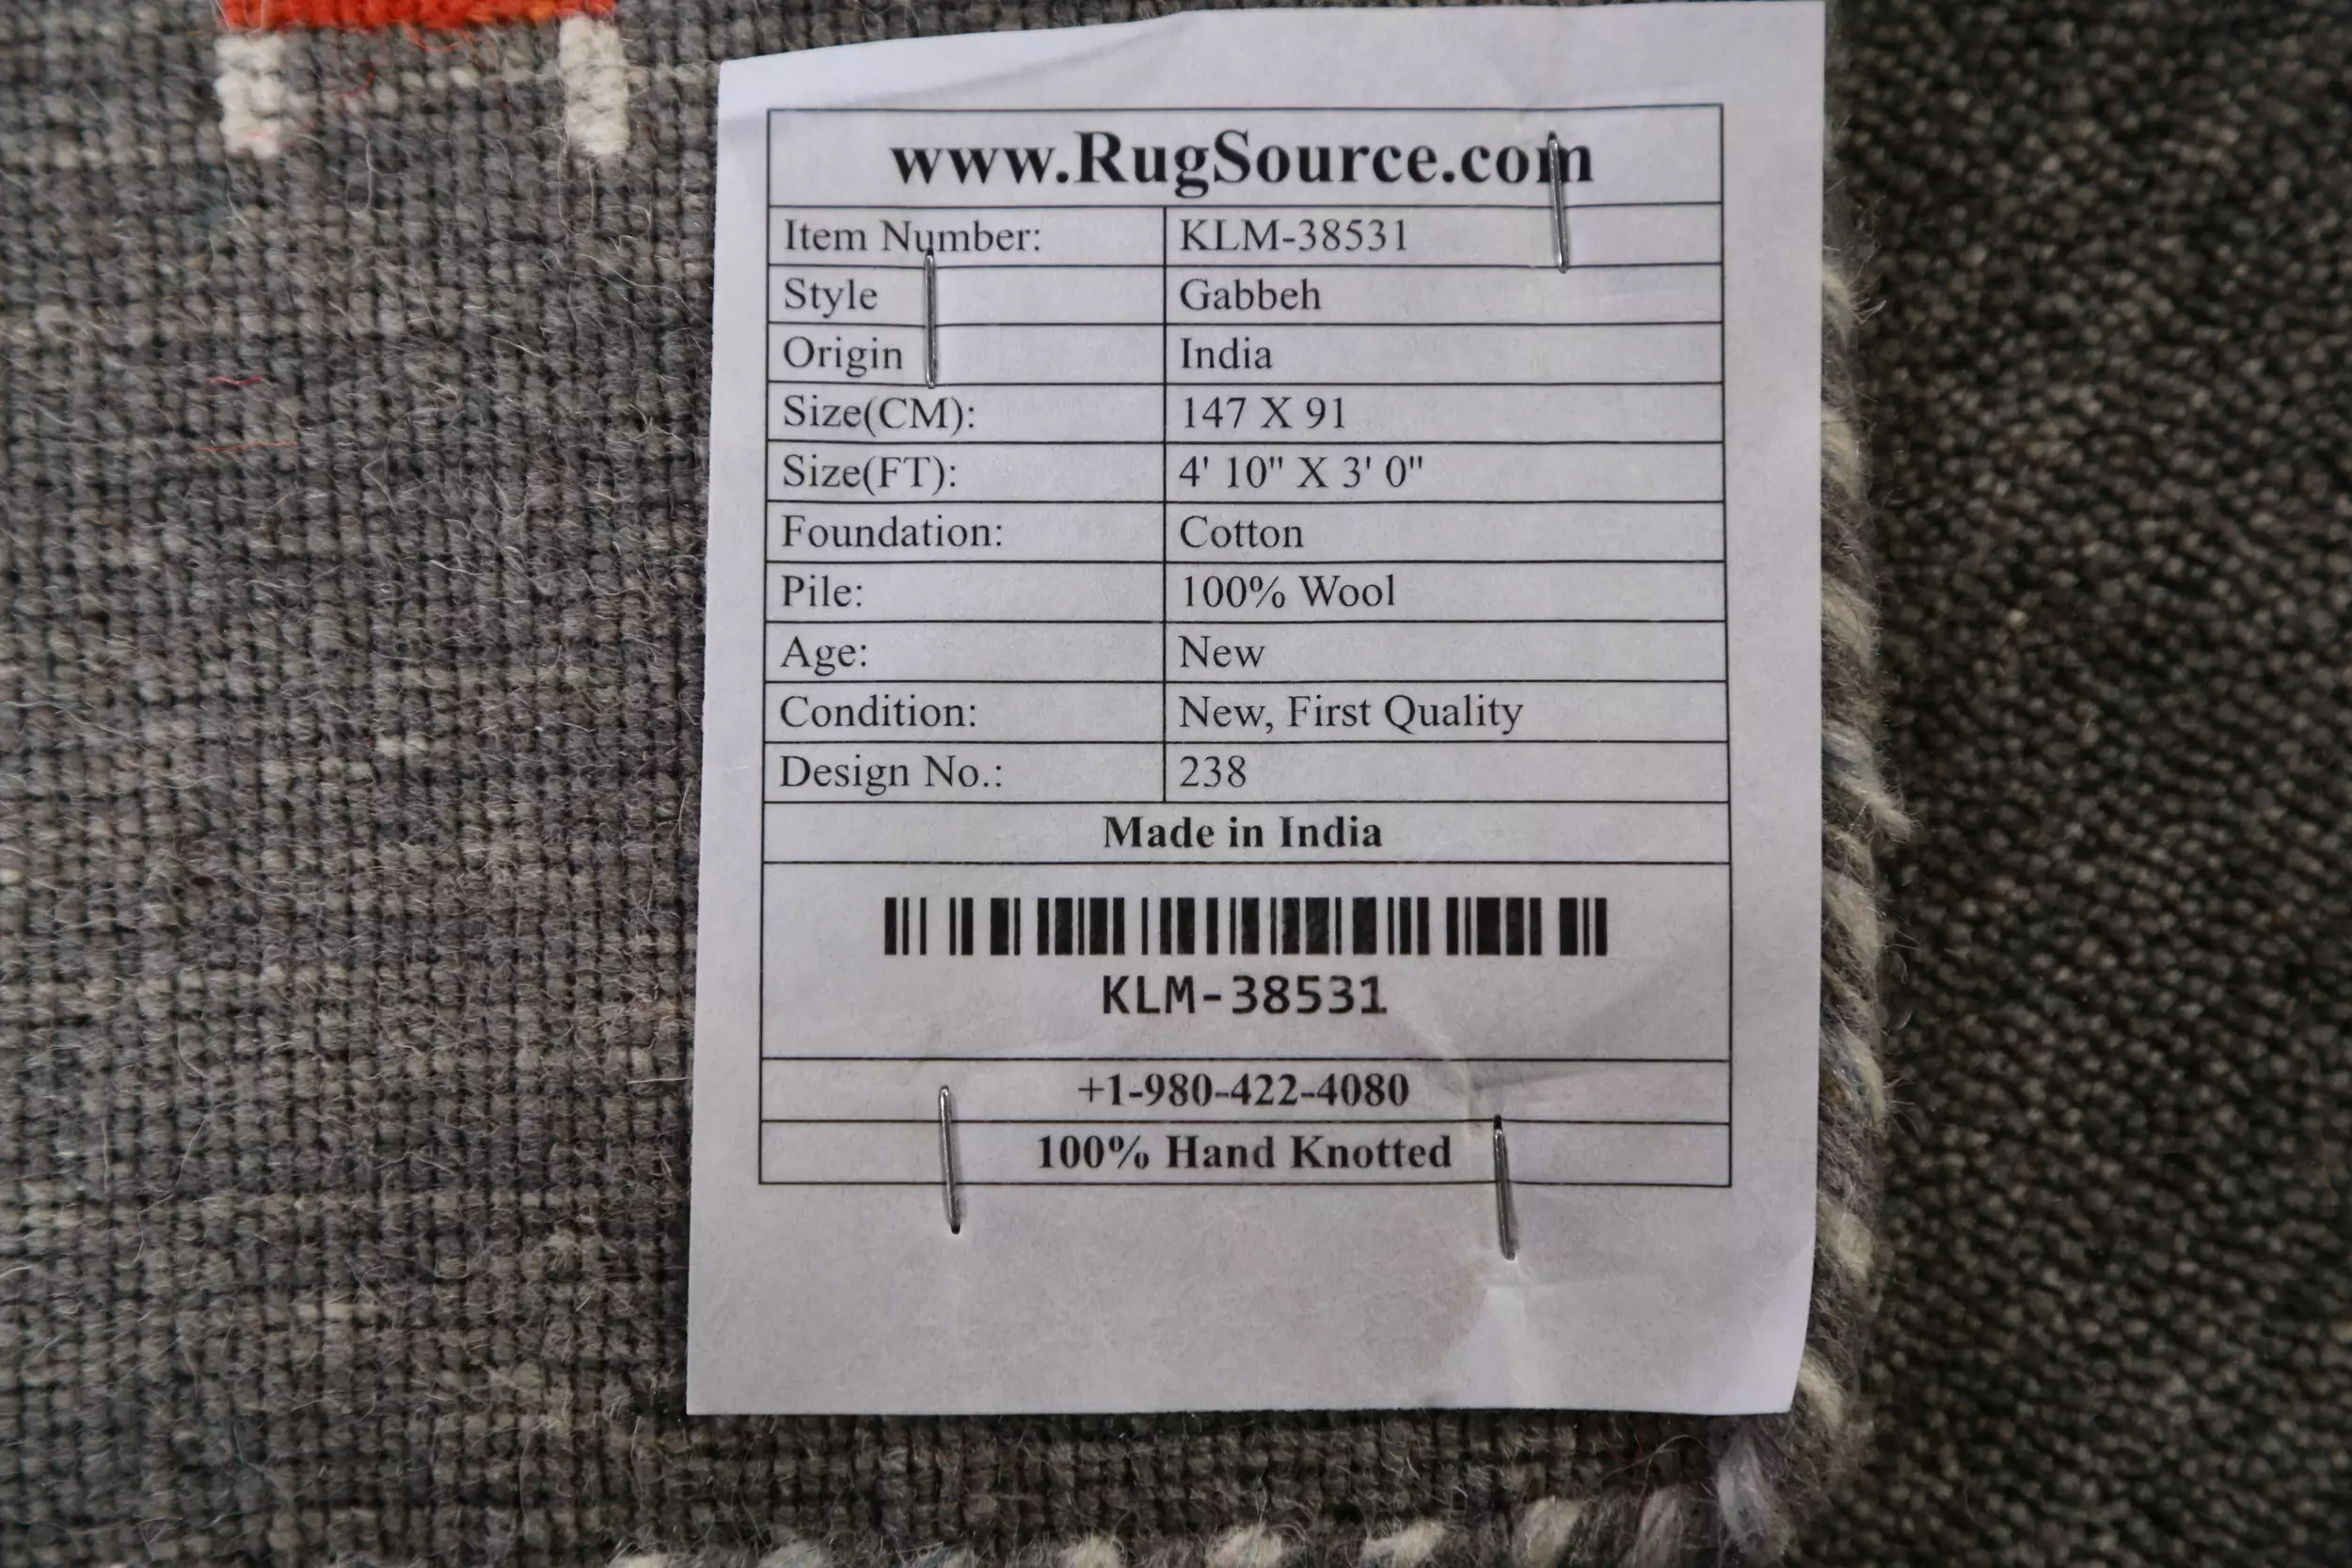 www.RugSource.com
Item Number: KLM-38531
Style Gabbeh
Origin India
Size(CM): 147 X 91
Size(FT): 4' 10" X 3' 0"
Foundation: Cotton
Pile: 100% Wool
Age: New
Condition: New, First Quality
Design No.: 238
Made in India
KLM-38531
+1-980-422-4080
100% Hand Knotted